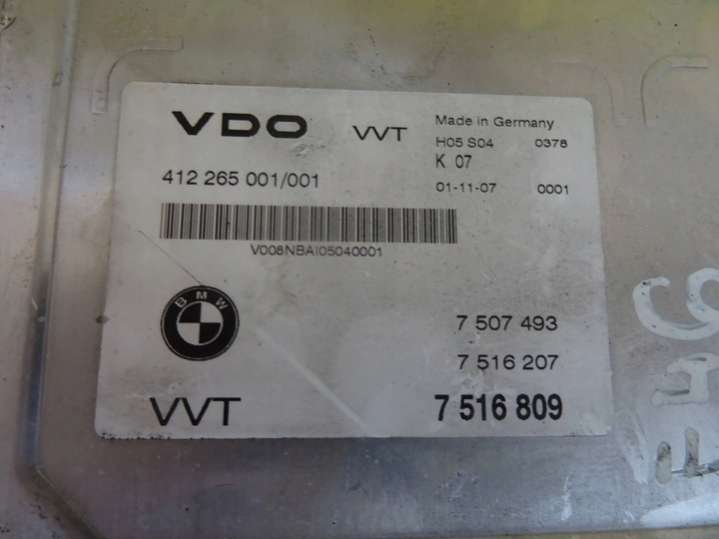 VDO VVT Made in Germany
H05 S04 0378
K 07
412 265 001/001 01-11-07 0001
V008NBAI05040001
BMW
7 507 493
7 516 207
VVT 7 516 809